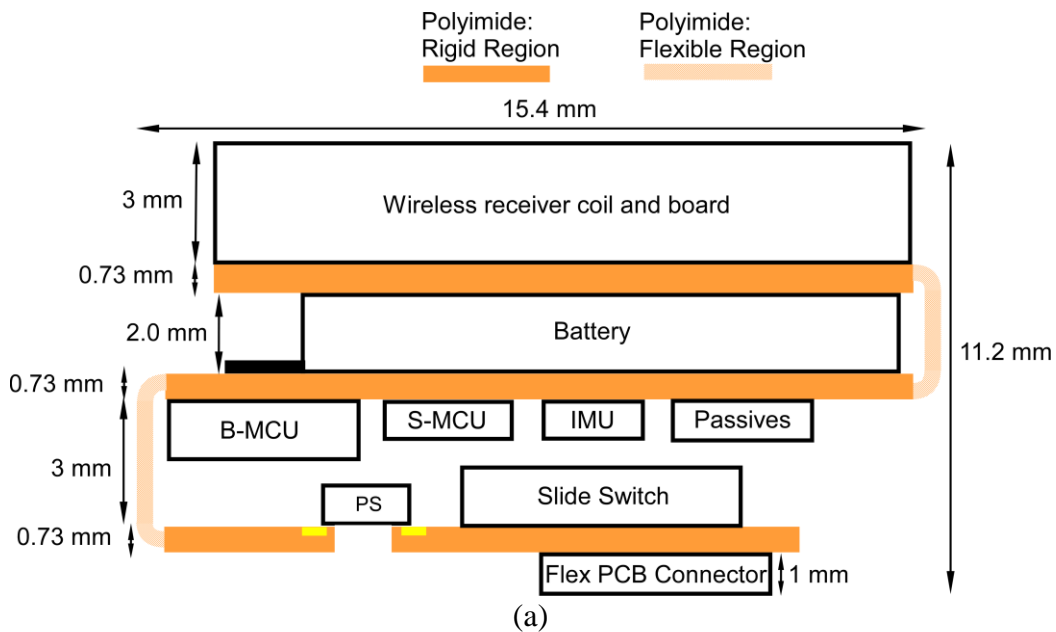 Polyimide:
Rigid Region
Polyimide:
Flexible Region
15.4 mm
3 mm
Wireless receiver coil and board
0.73 mm
2.0 mm
Battery
11.2 mm
0.73 mm
B-MCU
S-MCU
IMU
Passives
3 mm
PS
Slide Switch
0.73 mm
Flex PCB Connector
1 mm
(a)